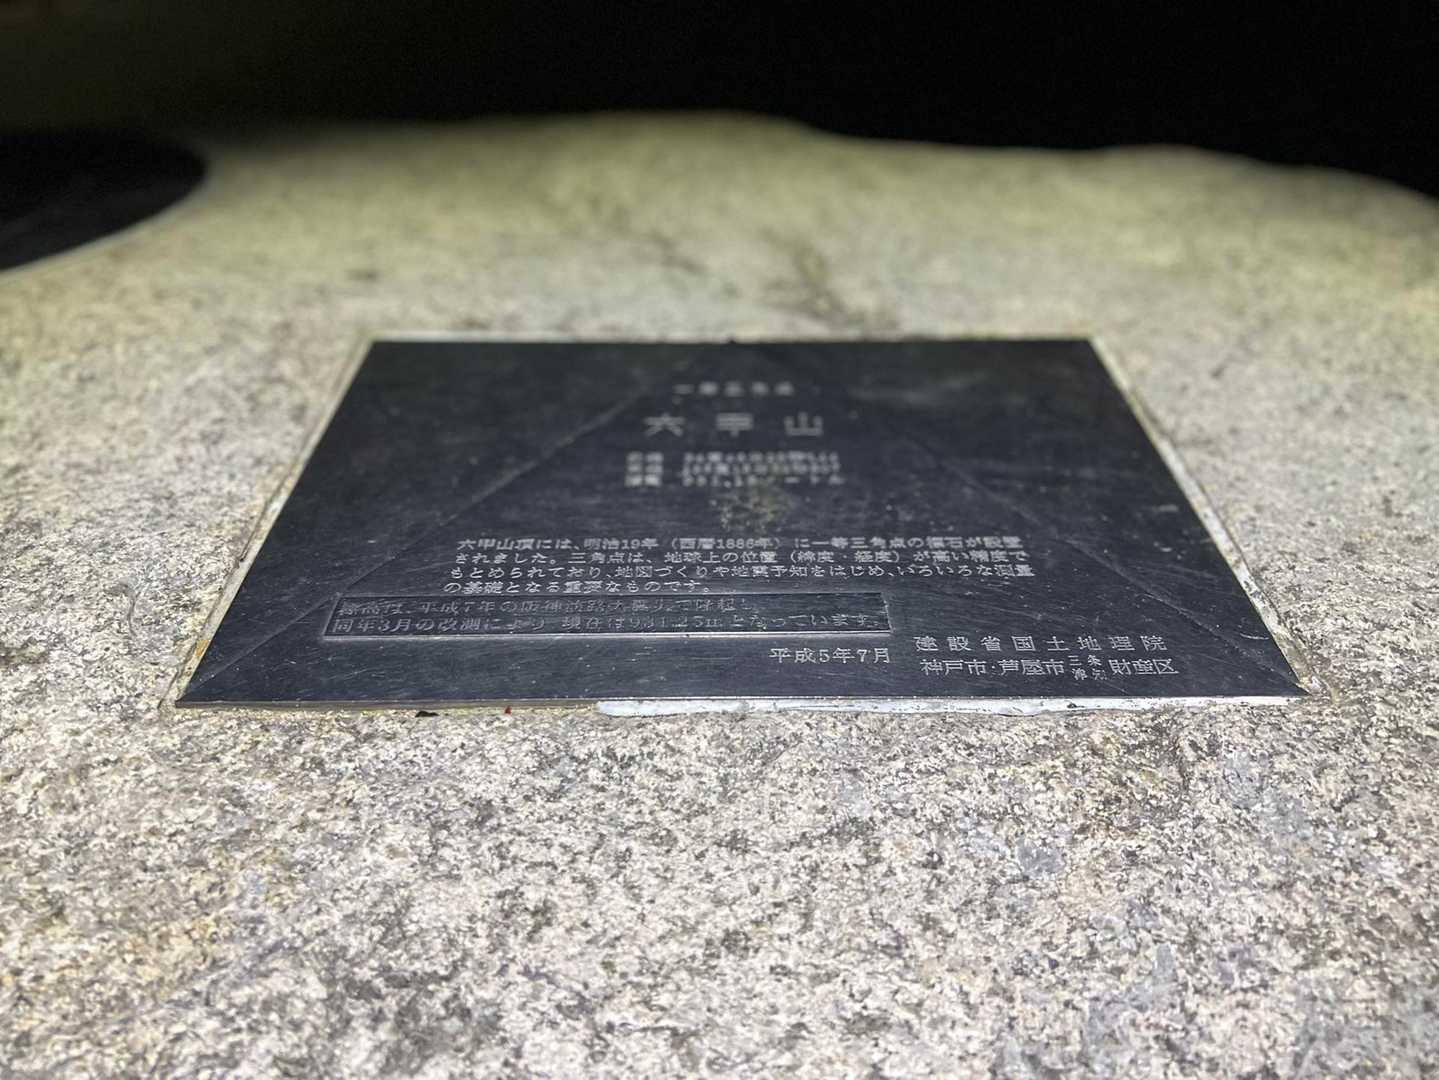 一等三角点
六甲山
六甲山頂には、明治19年（西暦1886年）に一等三角点の標石が設置
されました。三角点は、地球上の位置（緯度・経度）が高い精度で
もとめられており、地図づくりや地震予知をはじめ、いろいろな測量
の基礎となる重要なものです。
標高は、平成7年の阪神淡路大震災で隆起し
同年3月の改測により 現在は931.25mとなっています。
平成5年7月
建設省国土地理院
神戸市・芦屋市 財産区